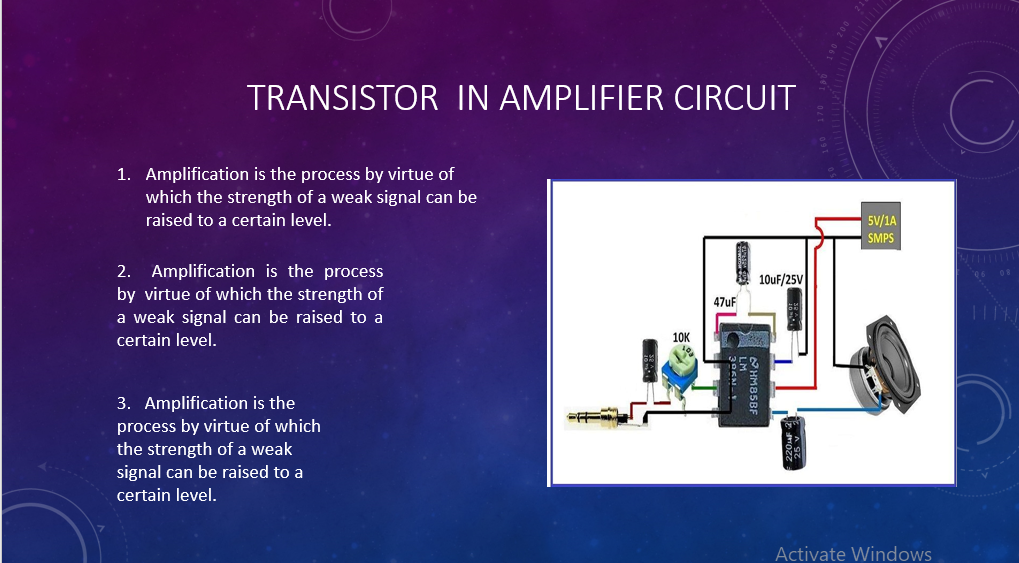 TRANSISTOR IN AMPLIFIER CIRCUIT
1. Amplification is the process by virtue of
which the strength of a weak signal can be
raised to a certain level.
2. Amplification is the process
by virtue of which the strength of
a weak signal can be raised to a
certain level.
3. Amplification is the
process by virtue of which
the strength of a weak
signal can be raised to a
certain level.
5V/1A
SMPS
10uF/25V
47uF
10K
HM85BF
LM
220uF
25 V
Activate Windows